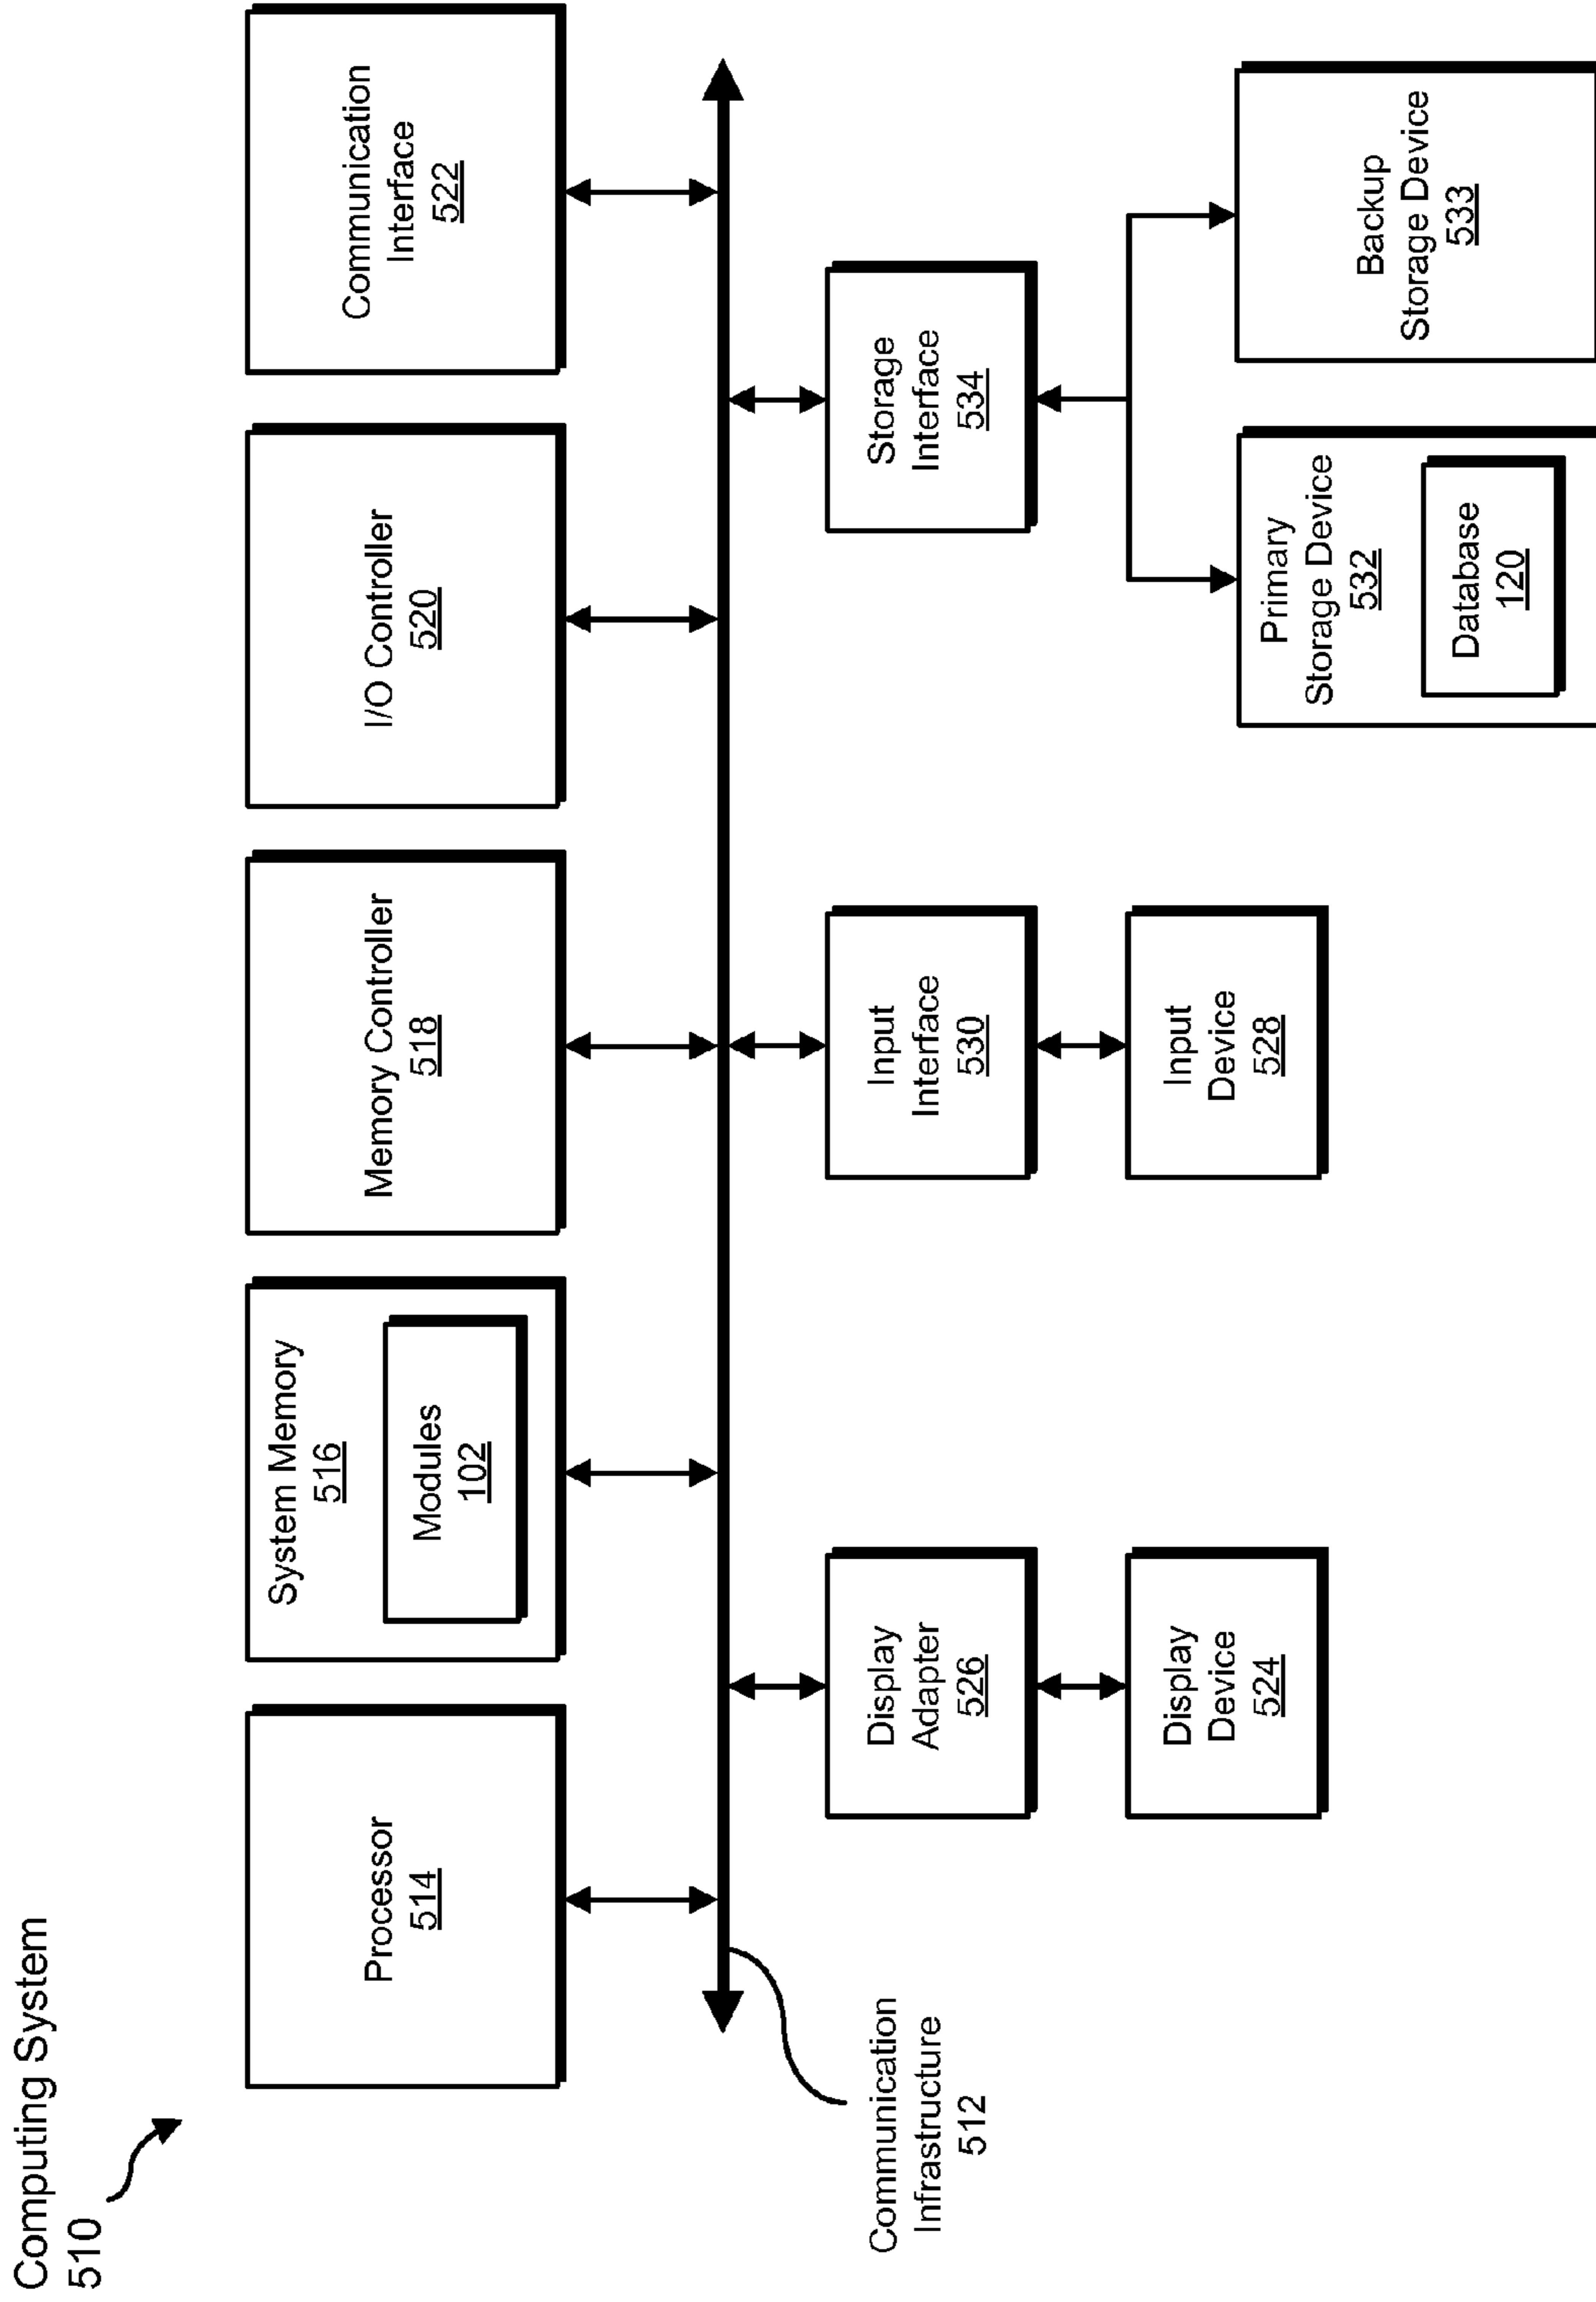 Computing System
510
Processor
514
System Memory
516
Modules
102
Memory Controller
518
I/O Controller
520
Communication
Interface
522
Communication
Infrastructure
512
Display
Adapter
526
Display
Device
524
Input
Interface
530
Input
Device
528
Storage
Interface
534
Primary
Storage Device
532
Database
120
Backup
Storage Device
533